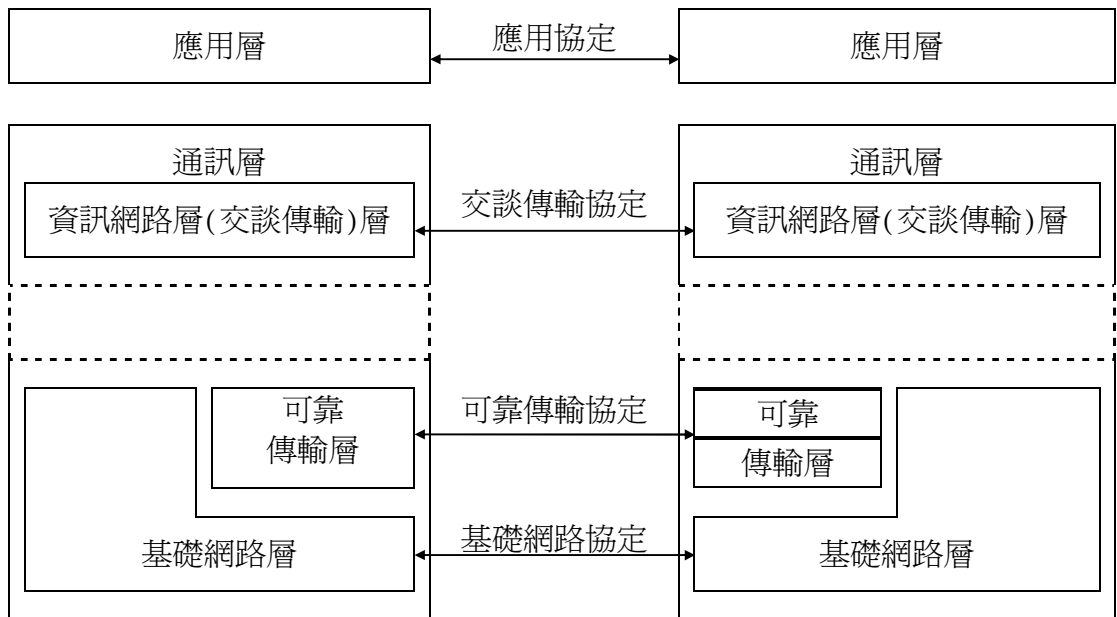 應用層
應用協定
應用層
通訊層
通訊層
資訊網路層(交談傳輸)層
交談傳輸協定
資訊網路層(交談傳輸)層
可靠
傳輸層
可靠傳輸協定
可靠
傳輸層
基礎網路層
基礎網路協定
基礎網路層